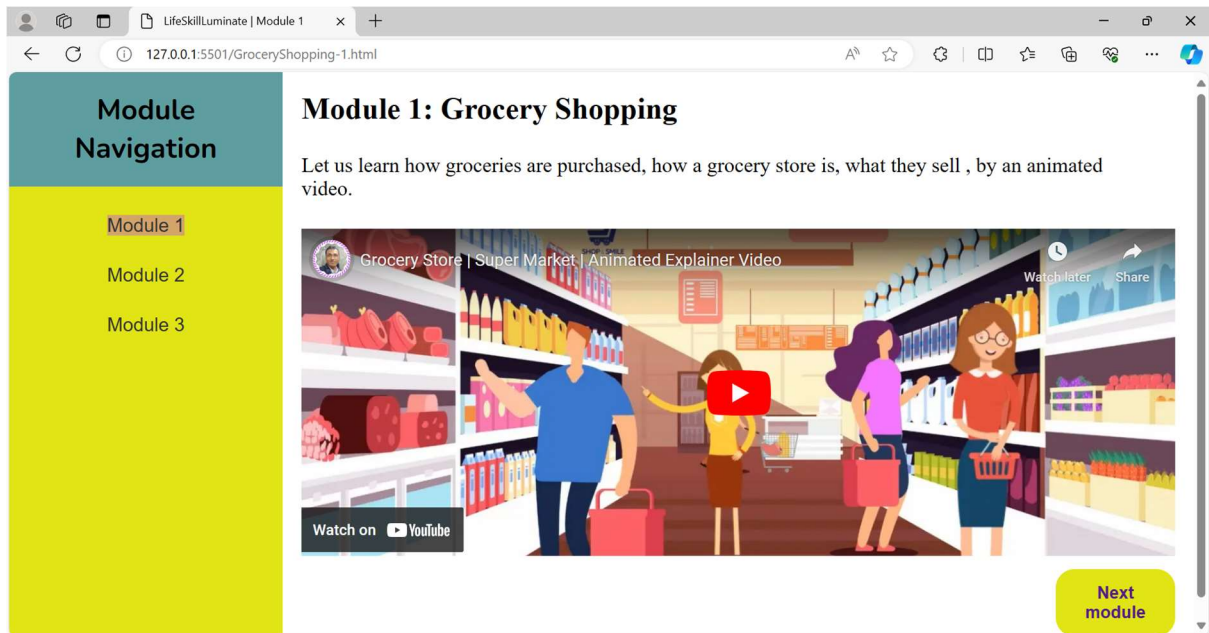 LifeSkillLuminate | Module 1
127.0.0.1:5501/GroceryShopping-1.html
Module
Navigation
Module 1
Module 2
Module 3
Module 1: Grocery Shopping
Let us learn how groceries are purchased, how a grocery store is, what they sell , by an animated
video.
SHOP & SMILE
Grocery Store | Super Market | Animated Explainer Video
Watch later
Share
Watch on YouTube
Next
module